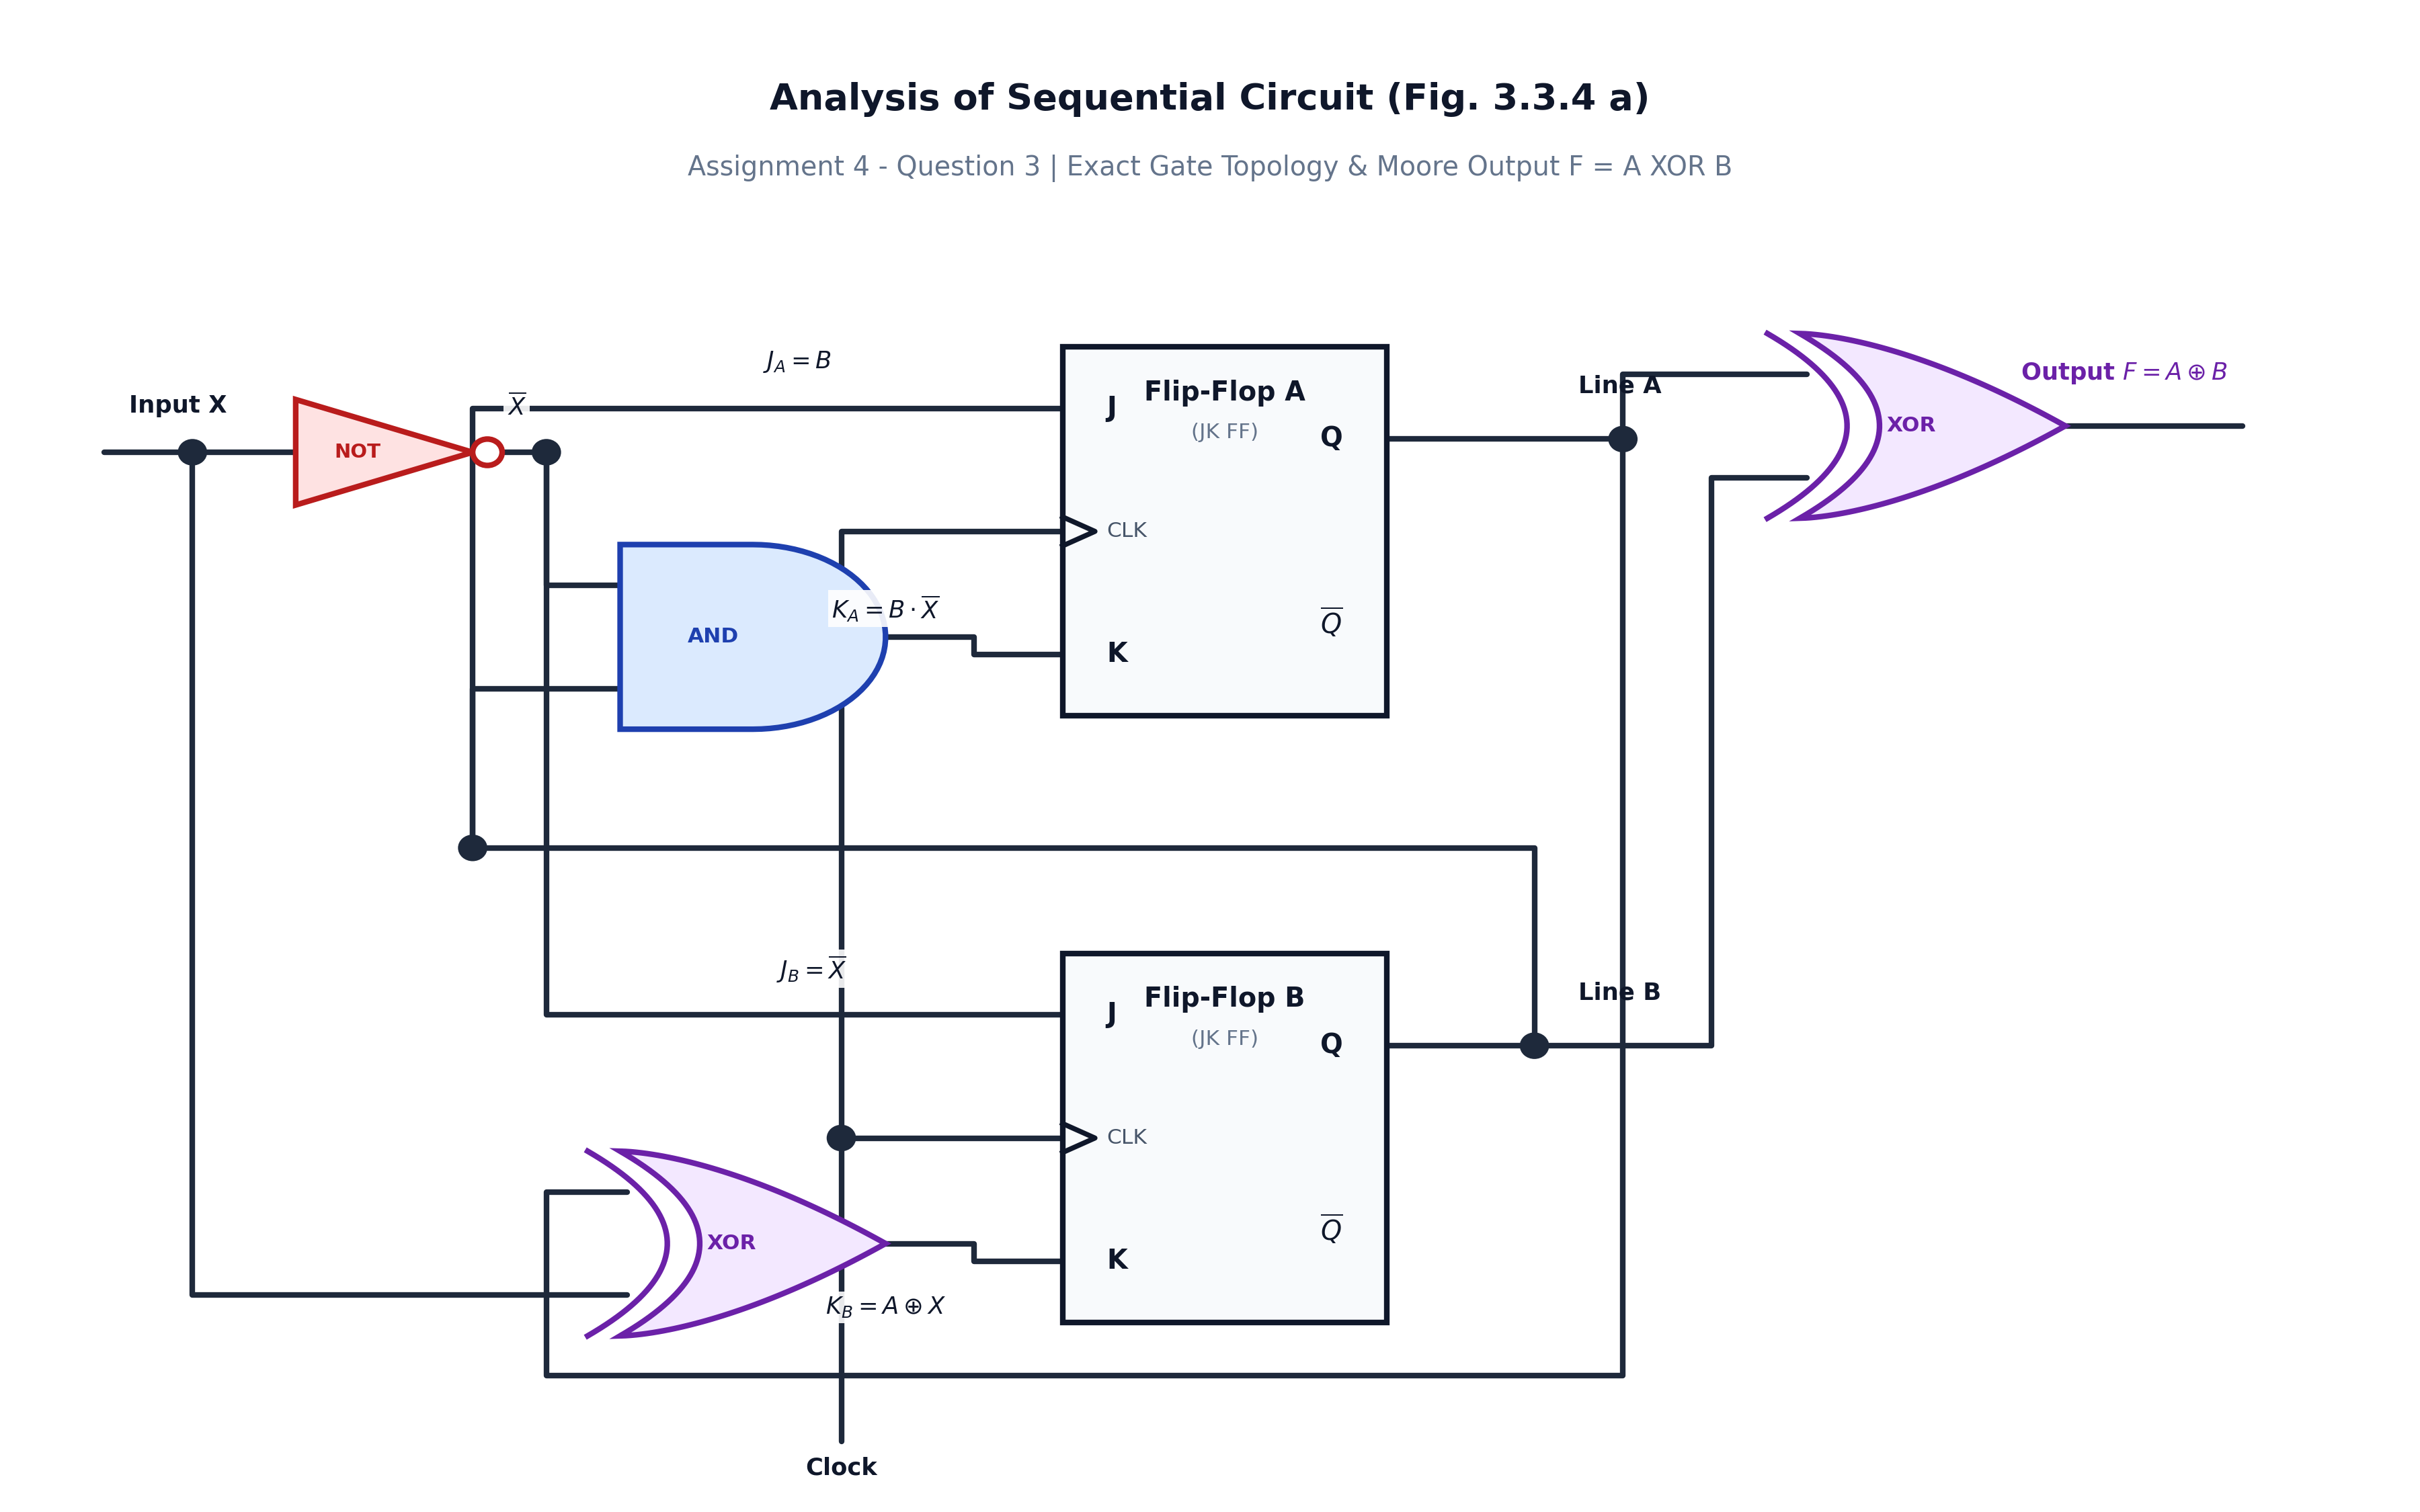 Analysis of Sequential Circuit (Fig. 3.3.4 a)
Assignment 4 - Question 3 | Exact Gate Topology & Moore Output F = A XOR B
Input X
NOT
X̅
J_A = B
Flip-Flop A
(JK FF)
J
Q
CLK
K
Q̅
Line A
XOR
Output F = A ⊕ B
AND
K_A = B · X̅
J_B = X̅
Flip-Flop B
(JK FF)
J
Q
CLK
K
Q̅
Line B
XOR
K_B = A ⊕ X
Clock